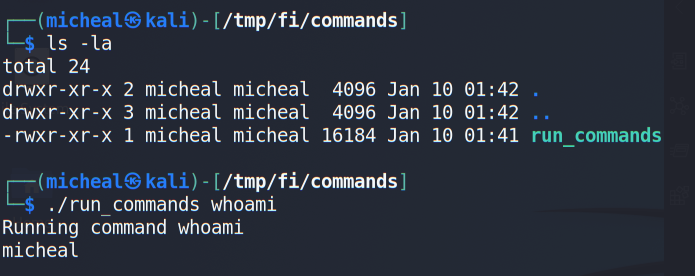 ┌──(micheal㉿kali)-[/tmp/fi/commands]
└─$ ls -la
total 24
drwxr-xr-x 2 micheal micheal  4096 Jan 10 01:42 .
drwxr-xr-x 3 micheal micheal  4096 Jan 10 01:42 ..
-rwxr-xr-x 1 micheal micheal 16184 Jan 10 01:41 run_commands
┌──(micheal㉿kali)-[/tmp/fi/commands]
└─$ ./run_commands whoami
Running command whoami
micheal